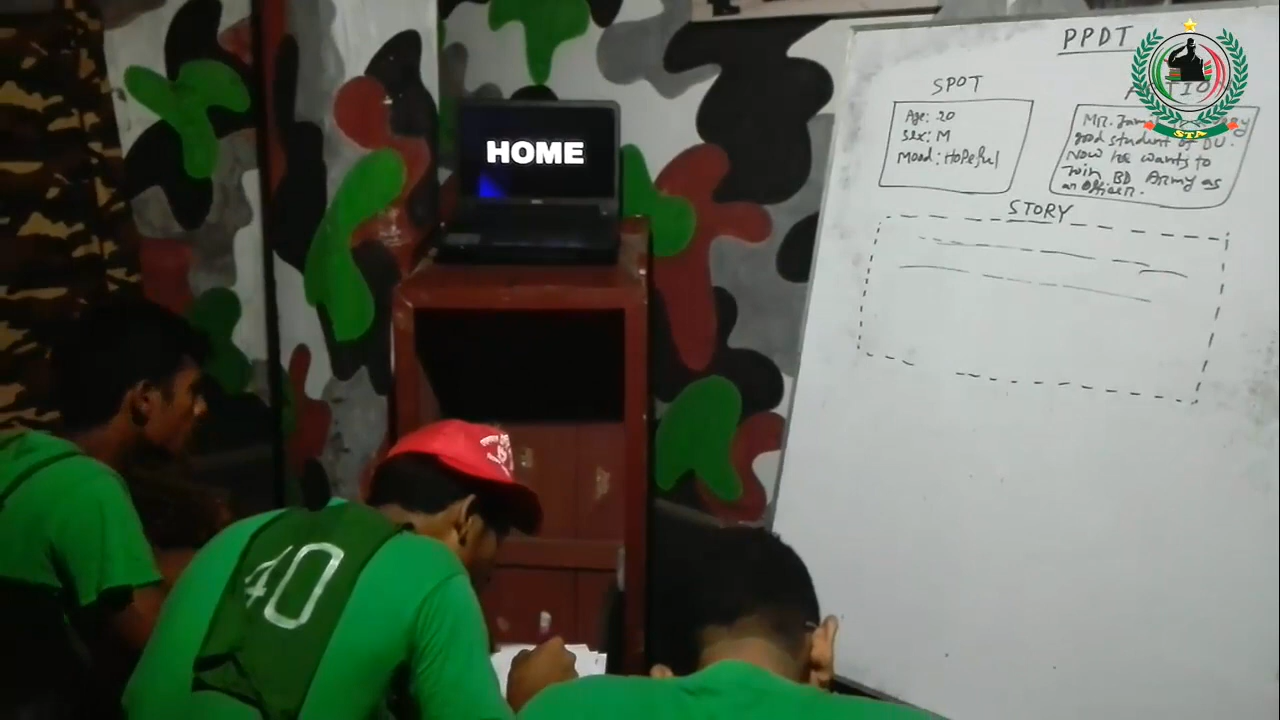 PPDT
SPOT
Age: 20
Sex: M
Mood: Hopeful
good student of DU.
Now he wants to
Join BD Army as
an officer.
STORY
HOME
40
STA